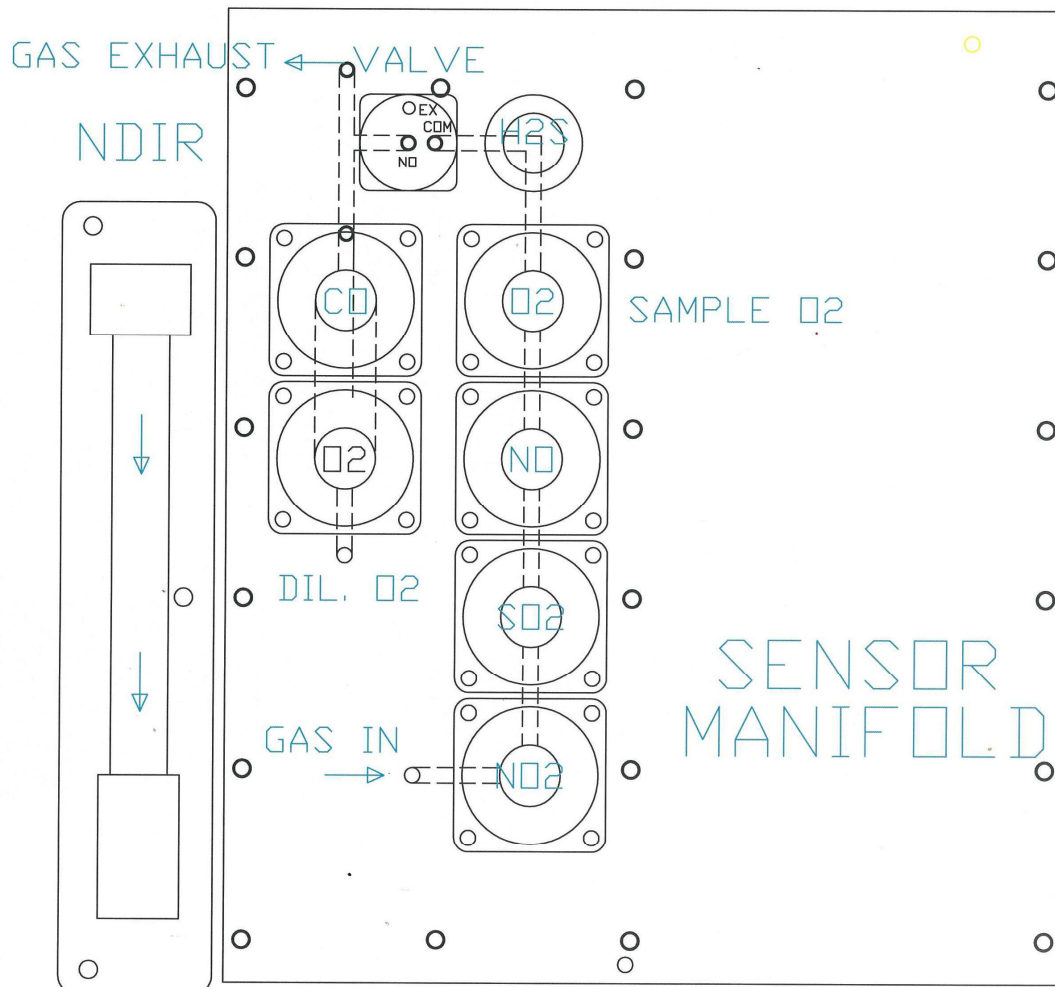 GAS EXHAUST
VALVE
EX
COM
NO
H2S
NDIR
CO
O2
SAMPLE O2
O2
NO
DIL. O2
SO2
SENSOR
MANIFOLD
GAS IN
NO2